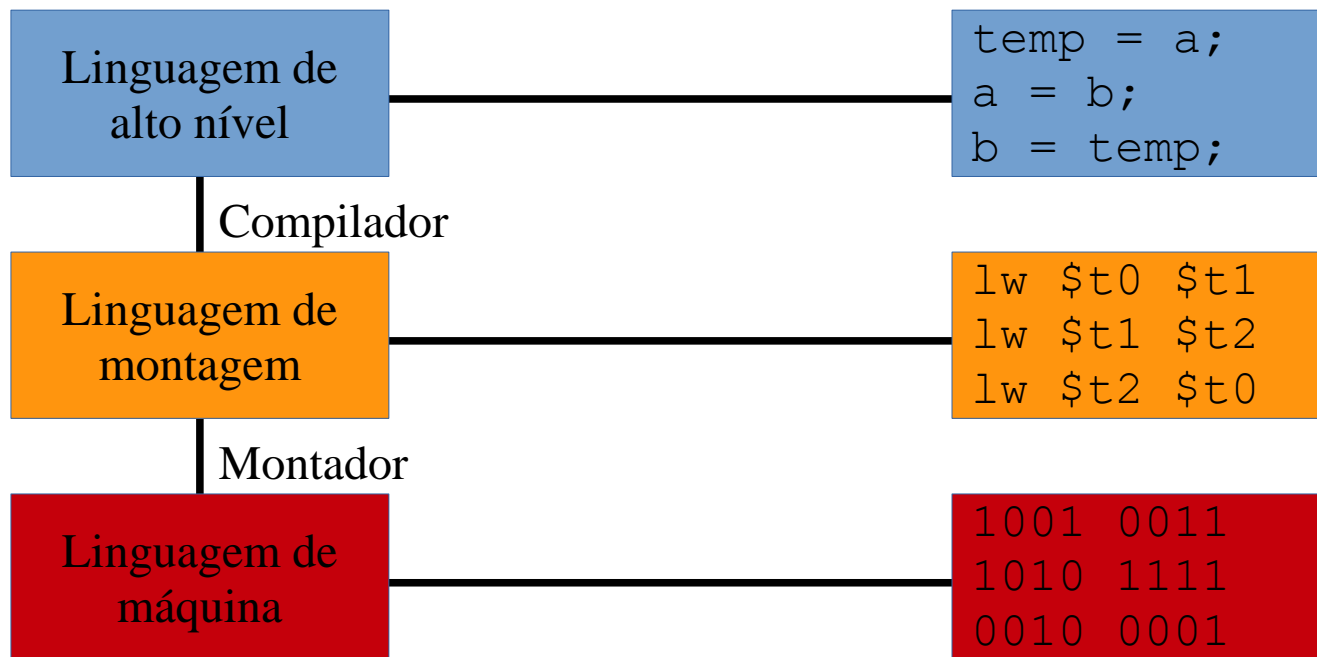 Linguagem de
alto nível
temp = a;
a = b;
b = temp;
Compilador
Linguagem de
montagem
lw $t0 $t1
lw $t1 $t2
lw $t2 $t0
Montador
Linguagem de
máquina
1001 0011
1010 1111
0010 0001